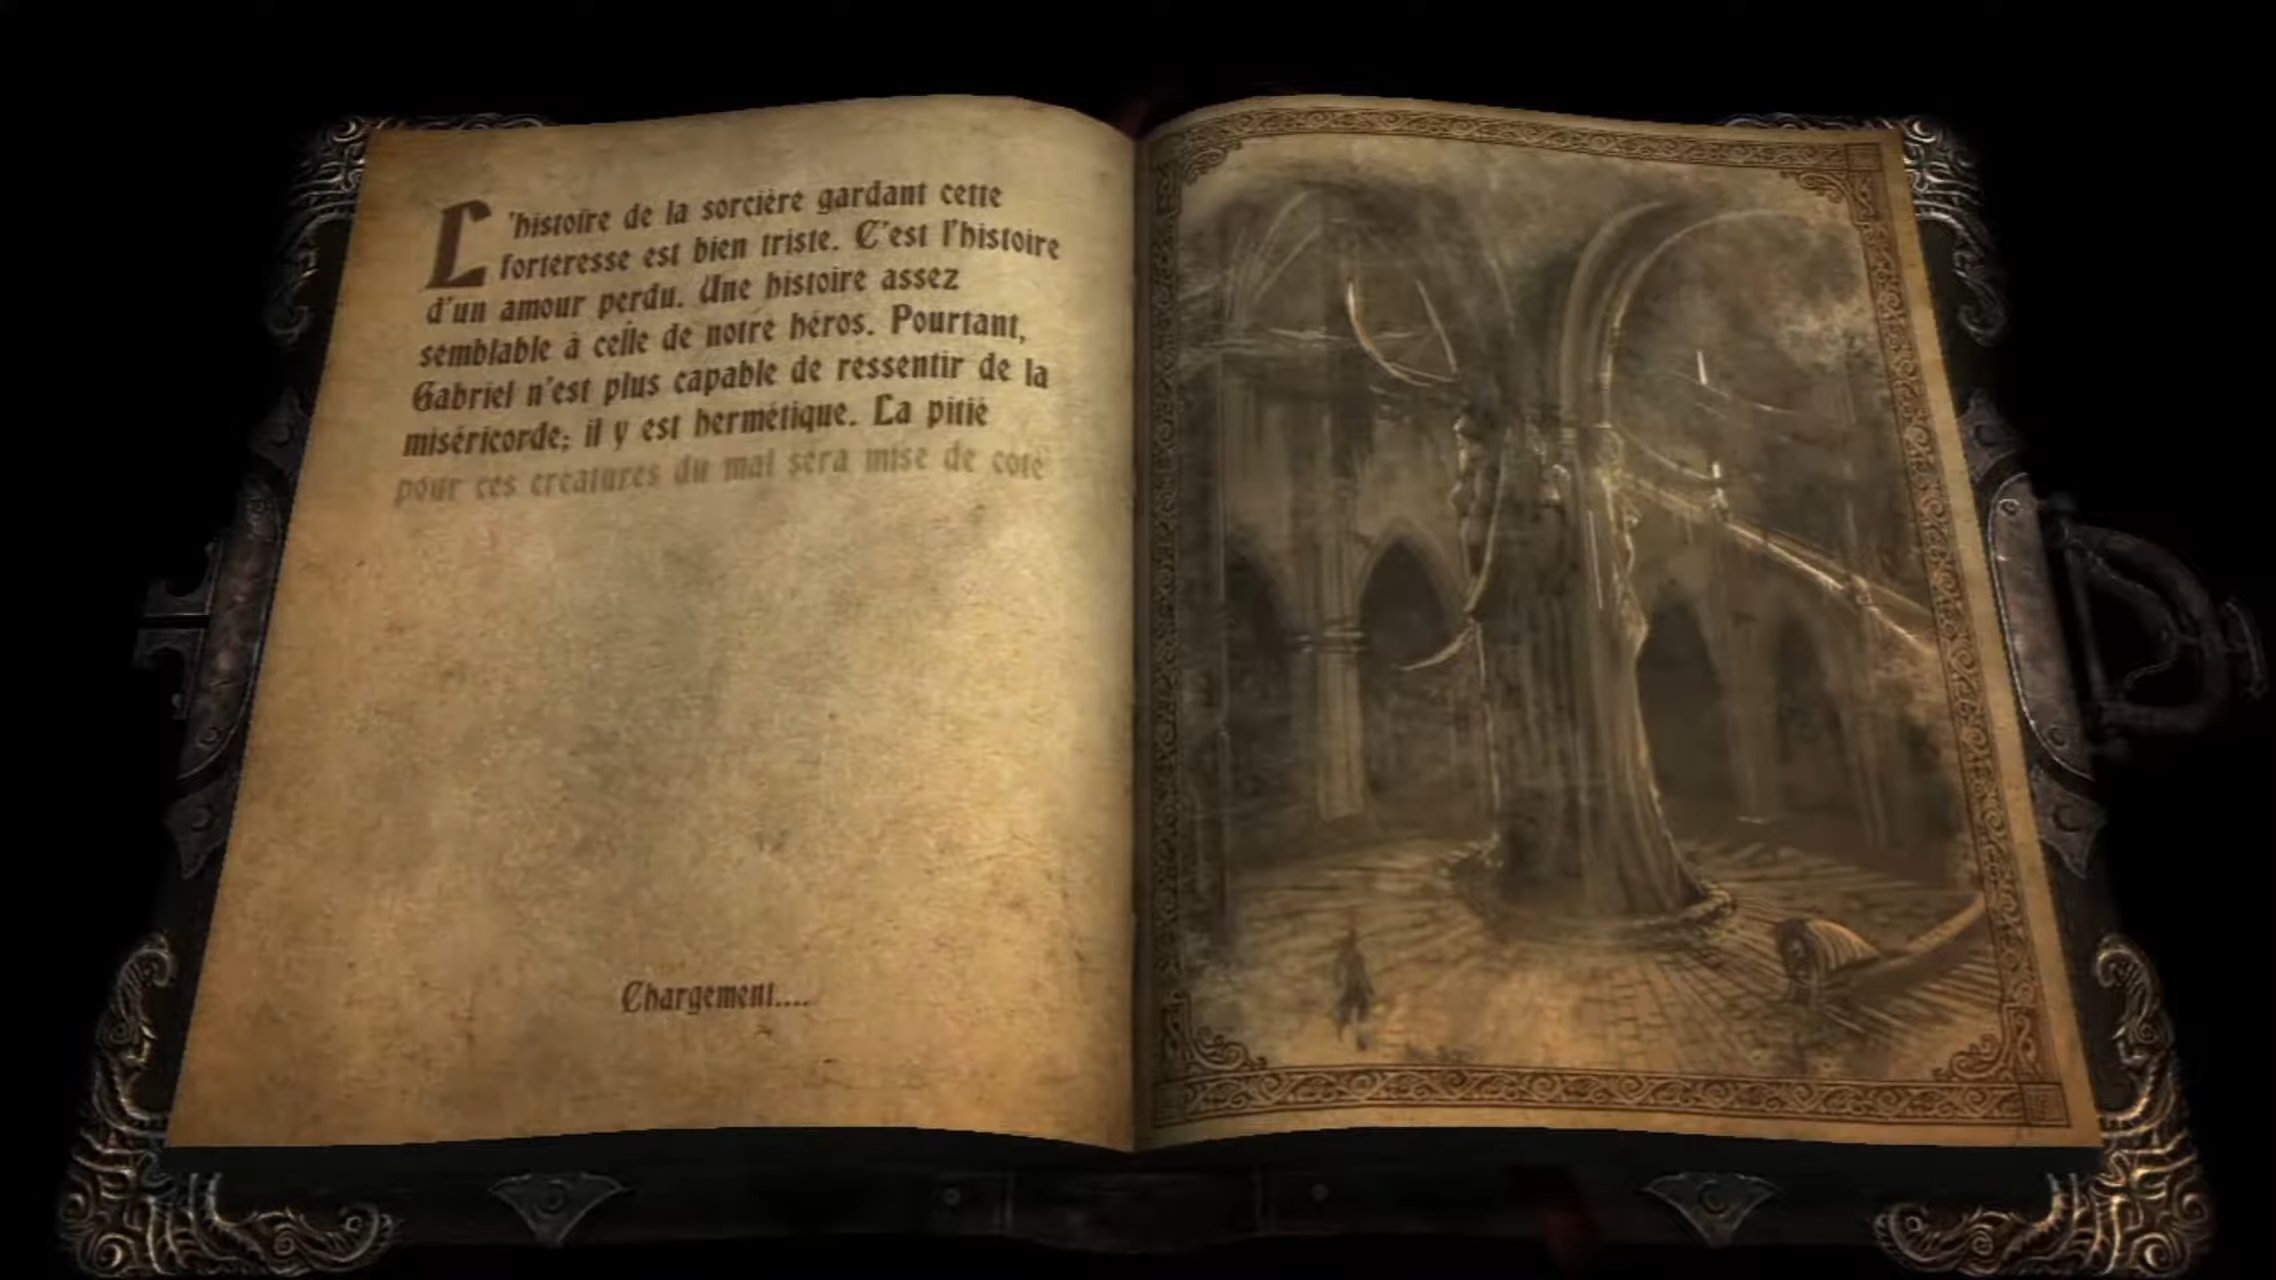 L'histoire de la sorcière gardant cette
forteresse est bien triste. C'est l'histoire
d'un amour perdu. Une histoire assez
semblable à celle de notre héros. Pourtant,
Gabriel n'est plus capable de ressentir de la
miséricorde; il y est hermétique. La pitié
pour ces créatures du mal sera mise de côté
Chargement....